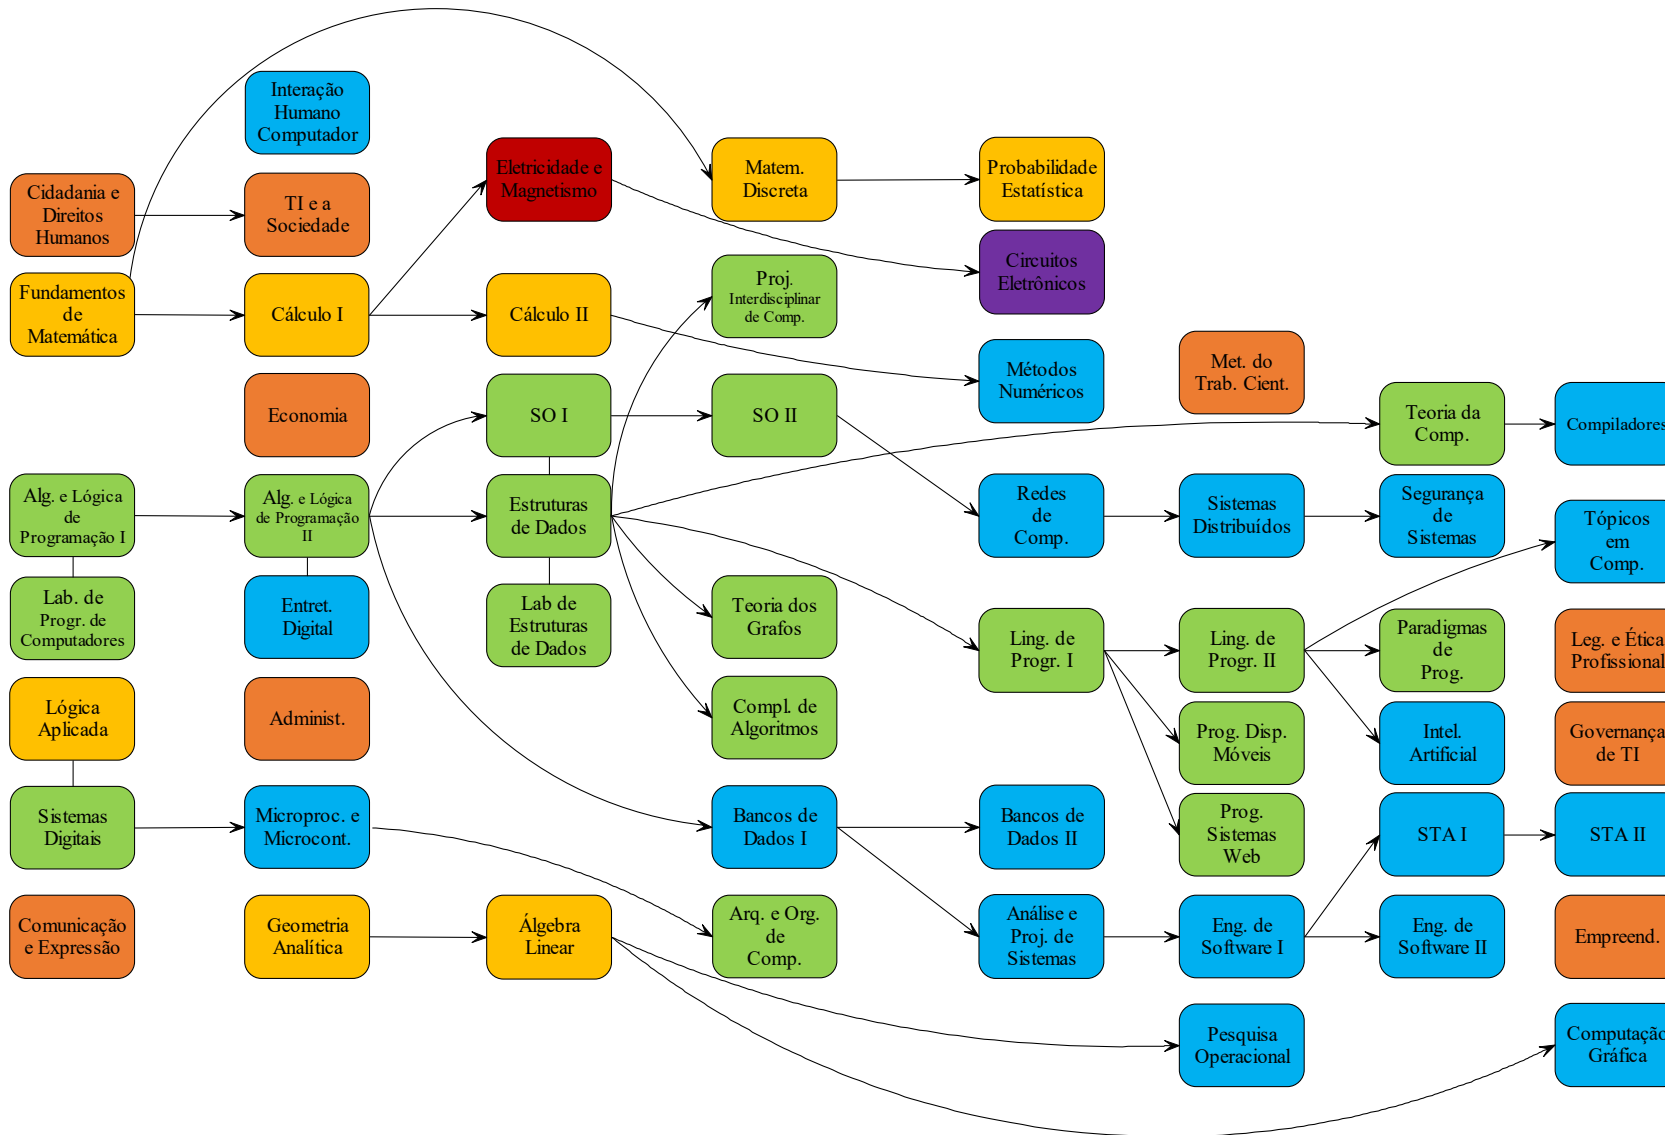 Interação
Humano
Computador
Eletricidade e
Magnetismo
Matem.
Discreta
Probabilidade
Estatística
Cidadania e
Direitos
Humanos
TI e a
Sociedade
Circuitos
Eletrônicos
Fundamentos
de
Matemática
Cálculo I
Cálculo II
Proj.
Interdisciplinar
de Comp.
Métodos
Numéricos
Met. do
Trab. Cient.
Economia
SO I
SO II
Teoria da
Comp.
Compiladores
Alg. e Lógica
de
Programação I
Alg. e Lógica
de Programação
II
Estruturas
de Dados
Redes
de
Comp.
Sistemas
Distribuídos
Segurança
de
Sistemas
Tópicos
em
Comp.
Lab. de
Progr. de
Computadores
Entret.
Digital
Lab de
Estruturas
de Dados
Teoria dos
Grafos
Ling. de
Progr. I
Ling. de
Progr. II
Paradigmas
de
Prog.
Leg. e Ética
Profissional
Lógica
Aplicada
Administ.
Compl. de
Algoritmos
Prog. Disp.
Móveis
Intel.
Artificial
Governança
de TI
Sistemas
Digitais
Microproc. e
Microcont.
Bancos de
Dados I
Bancos de
Dados II
Prog.
Sistemas
Web
STA I
STA II
Comunicação
e Expressão
Geometria
Analítica
Álgebra
Linear
Arq. e Org.
de
Comp.
Análise e
Proj. de
Sistemas
Eng. de
Software I
Eng. de
Software II
Empreend.
Pesquisa
Operacional
Computação
Gráfica